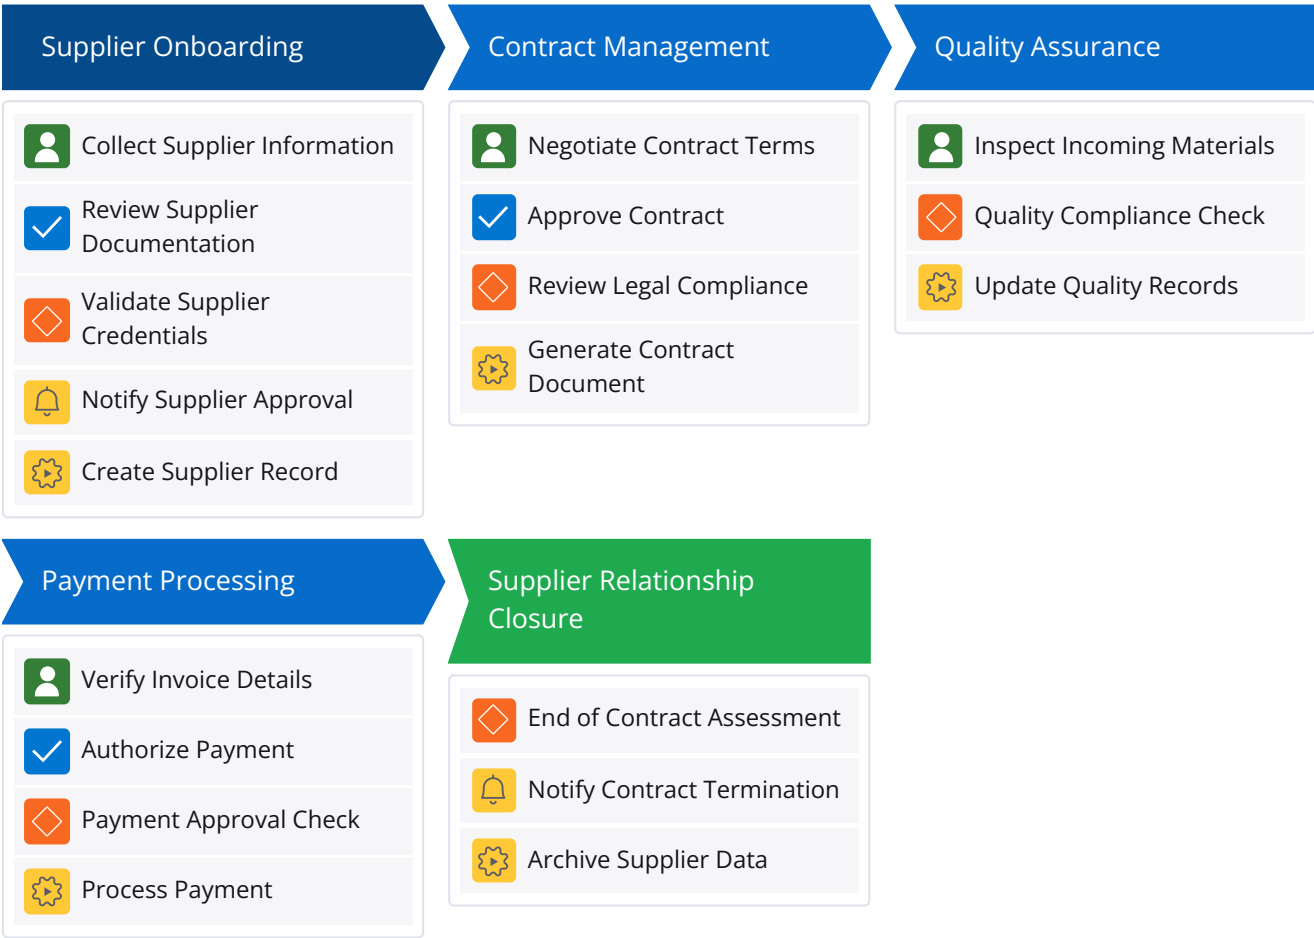 Supplier Onboarding
Collect Supplier Information
Review Supplier
Documentation
Validate Supplier
Credentials
Notify Supplier Approval
Create Supplier Record
Contract Management
Negotiate Contract Terms
Approve Contract
Review Legal Compliance
Generate Contract
Document
Quality Assurance
Inspect Incoming Materials
Quality Compliance Check
Update Quality Records
Payment Processing
Verify Invoice Details
Authorize Payment
Payment Approval Check
Process Payment
Supplier Relationship
Closure
End of Contract Assessment
Notify Contract Termination
Archive Supplier Data